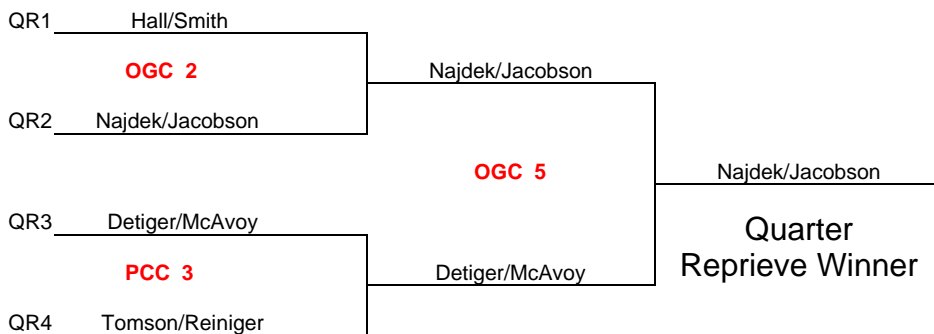 QR1 Hall/Smith
OGC 2
Najdek/Jacobson
QR2 Najdek/Jacobson
OGC 5
Najdek/Jacobson
QR3 Detiger/McAvoy
Quarter
Reprieve Winner
PCC 3
Detiger/McAvoy
QR4 Tomson/Reiniger